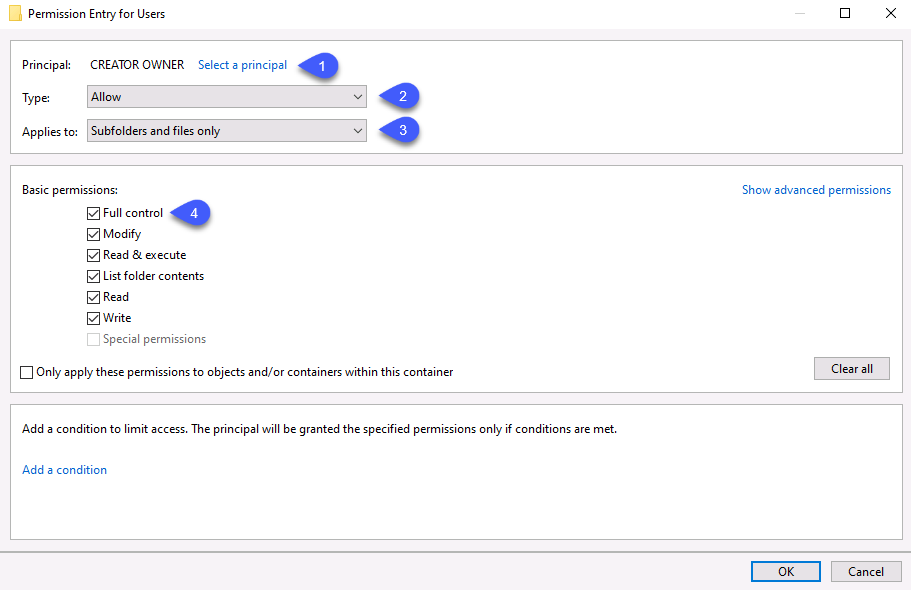 Permission Entry for Users
Principal: CREATOR OWNER Select a principal 1
Type: Allow 2
Applies to: Subfolders and files only 3
Basic permissions: Show advanced permissions
Full control 4
Modify
Read & execute
List folder contents
Read
Write
Special permissions
Only apply these permissions to objects and/or containers within this container Clear all
Add a condition to limit access. The principal will be granted the specified permissions only if conditions are met.
Add a condition
OK Cancel